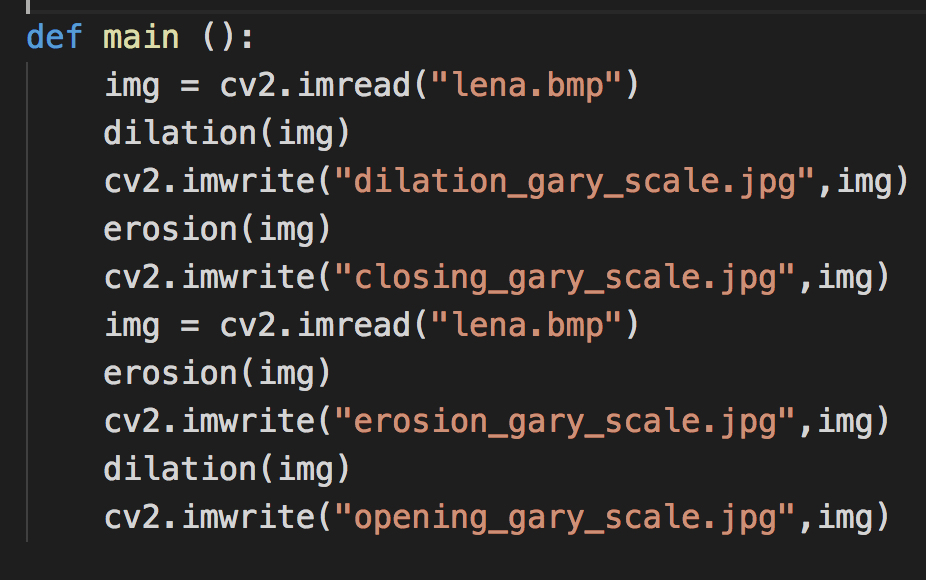 def main ():
    img = cv2.imread("lena.bmp")
    dilation(img)
    cv2.imwrite("dilation_gary_scale.jpg",img)
    erosion(img)
    cv2.imwrite("closing_gary_scale.jpg",img)
    img = cv2.imread("lena.bmp")
    erosion(img)
    cv2.imwrite("erosion_gary_scale.jpg",img)
    dilation(img)
    cv2.imwrite("opening_gary_scale.jpg",img)